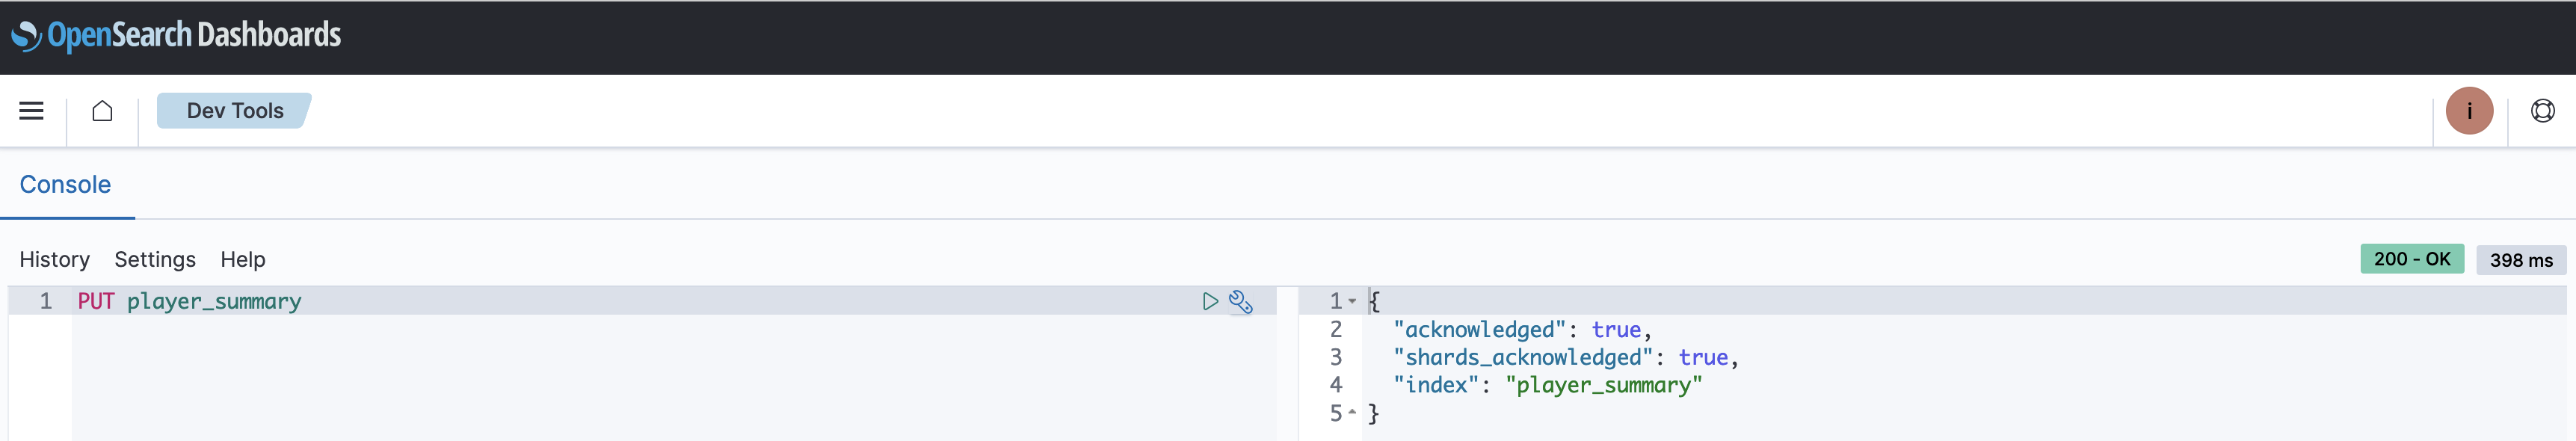 OpenSearch Dashboards
Dev Tools
i
Console
History Settings Help
200 - OK 398 ms
1 PUT player_summary
1 {
2 "acknowledged": true,
3 "shards_acknowledged": true,
4 "index": "player_summary"
5 }